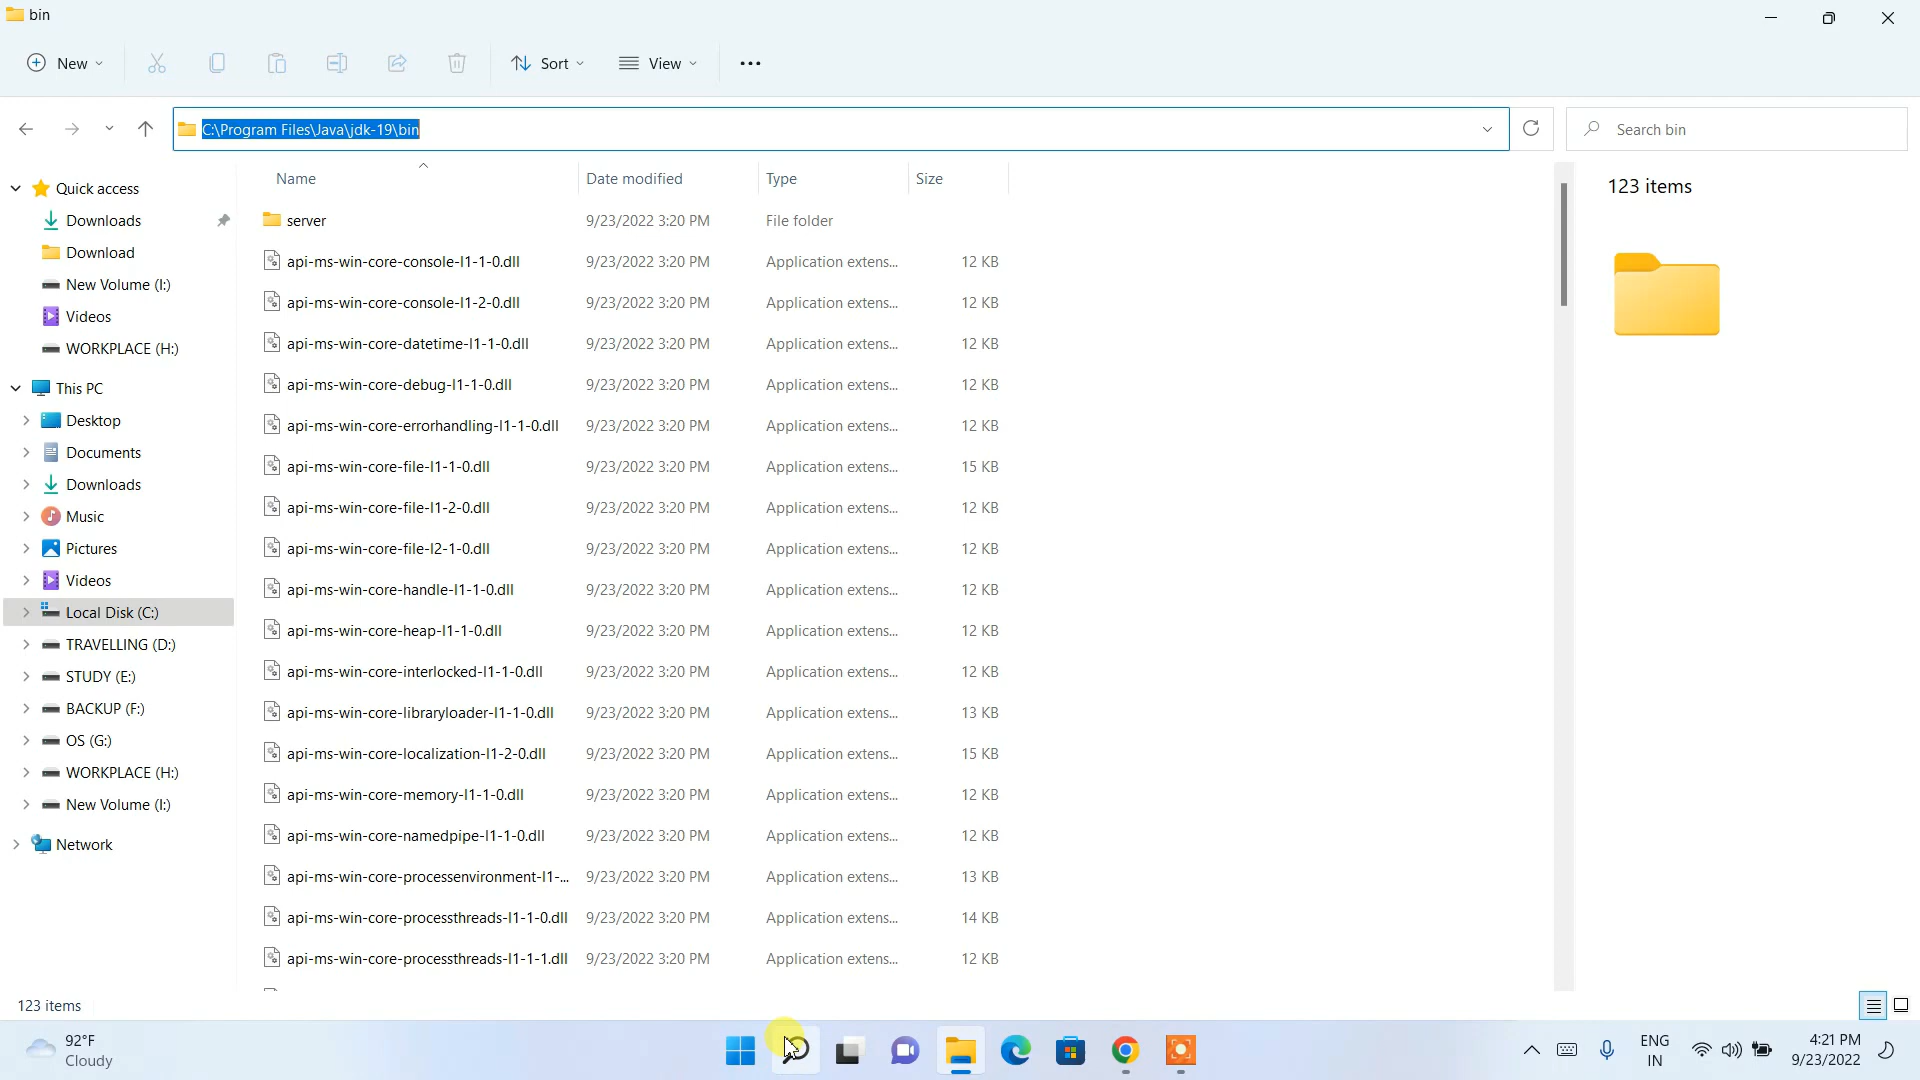 bin
New
Sort
View
C:\Program Files\Java\jdk-19\bin
Search bin
Name Date modified Type Size
Quick access
Downloads
Download
New Volume (I:)
Videos
WORKPLACE (H:)
This PC
Desktop
Documents
Downloads
Music
Pictures
Videos
Local Disk (C:)
TRAVELLING (D:)
STUDY (E:)
BACKUP (F:)
OS (G:)
WORKPLACE (H:)
New Volume (I:)
Network
server 9/23/2022 3:20 PM File folder
api-ms-win-core-console-l1-1-0.dll 9/23/2022 3:20 PM Application extens... 12 KB
api-ms-win-core-console-l1-2-0.dll 9/23/2022 3:20 PM Application extens... 12 KB
api-ms-win-core-datetime-l1-1-0.dll 9/23/2022 3:20 PM Application extens... 12 KB
api-ms-win-core-debug-l1-1-0.dll 9/23/2022 3:20 PM Application extens... 12 KB
api-ms-win-core-errorhandling-l1-1-0.dll 9/23/2022 3:20 PM Application extens... 12 KB
api-ms-win-core-file-l1-1-0.dll 9/23/2022 3:20 PM Application extens... 15 KB
api-ms-win-core-file-l1-2-0.dll 9/23/2022 3:20 PM Application extens... 12 KB
api-ms-win-core-file-l2-1-0.dll 9/23/2022 3:20 PM Application extens... 12 KB
api-ms-win-core-handle-l1-1-0.dll 9/23/2022 3:20 PM Application extens... 12 KB
api-ms-win-core-heap-l1-1-0.dll 9/23/2022 3:20 PM Application extens... 12 KB
api-ms-win-core-interlocked-l1-1-0.dll 9/23/2022 3:20 PM Application extens... 12 KB
api-ms-win-core-libraryloader-l1-1-0.dll 9/23/2022 3:20 PM Application extens... 13 KB
api-ms-win-core-localization-l1-2-0.dll 9/23/2022 3:20 PM Application extens... 15 KB
api-ms-win-core-memory-l1-1-0.dll 9/23/2022 3:20 PM Application extens... 12 KB
api-ms-win-core-namedpipe-l1-1-0.dll 9/23/2022 3:20 PM Application extens... 12 KB
api-ms-win-core-processenvironment-l1-... 9/23/2022 3:20 PM Application extens... 13 KB
api-ms-win-core-processthreads-l1-1-0.dll 9/23/2022 3:20 PM Application extens... 14 KB
api-ms-win-core-processthreads-l1-1-1.dll 9/23/2022 3:20 PM Application extens... 12 KB
123 items
123 items
92°F
Cloudy
ENG
IN
4:21 PM
9/23/2022